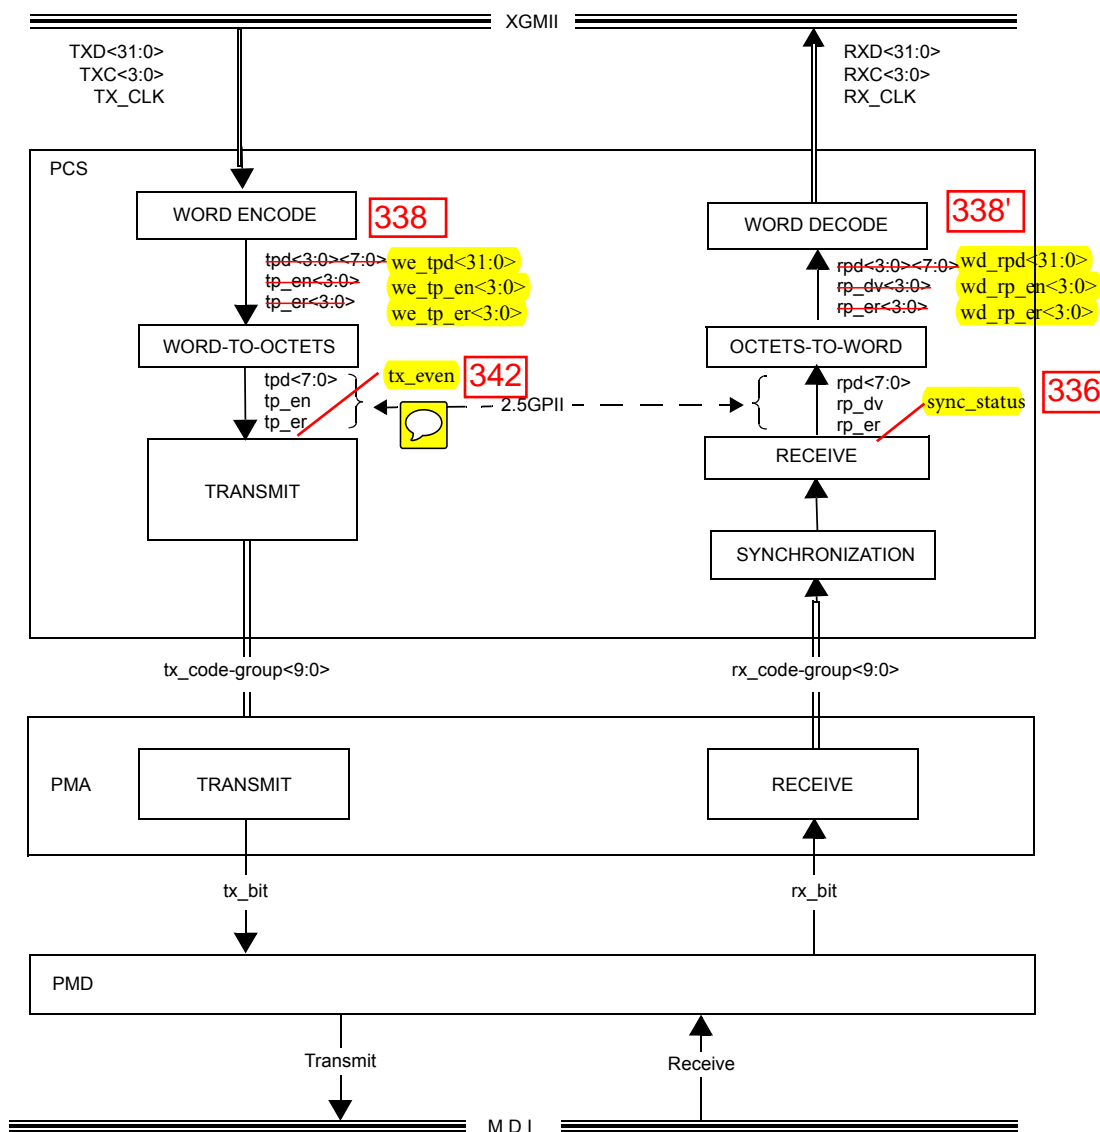 XGMII
TXD<31:0>
TXC<3:0>
TX_CLK
RXD<31:0>
RXC<3:0>
RX_CLK
PCS
WORD ENCODE
338
WORD DECODE
338'
tpd<3:0><7:0> we_tpd<31:0>
tp_en<3:0> we_tp_en<3:0>
tp_er<3:0> we_tp_er<3:0>
rpd<3:0><7:0> wd_rpd<31:0>
rp_dv<3:0> wd_rp_en<3:0>
rp_er<3:0> wd_rp_er<3:0>
WORD-TO-OCTETS
OCTETS-TO-WORD
tpd<7:0>
tp_en
tp_er
tx_even
342
2.5GPII
rpd<7:0>
rp_dv
rp_er
sync_status
336
TRANSMIT
RECEIVE
SYNCHRONIZATION
tx_code-group<9:0>
rx_code-group<9:0>
PMA
TRANSMIT
RECEIVE
tx_bit
rx_bit
PMD
Transmit
Receive
M D I